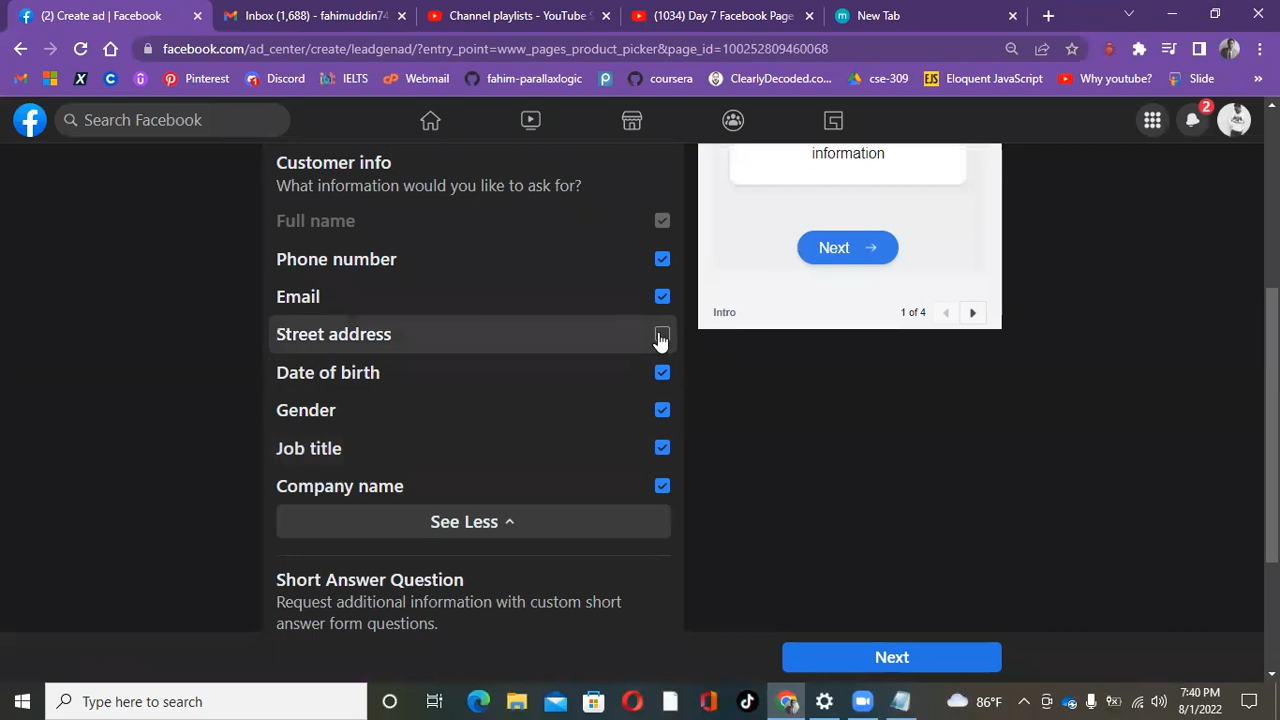 (2) Create ad | Facebook
Inbox (1,688) - fahimuddin74
Channel playlists - YouTube S
(1034) Day 7 Facebook Page
New Tab
facebook.com/ad_center/create/leadgenad/?entry_point=www_pages_product_picker&page_id=100252809460068
Pinterest
Discord
IELTS
Webmail
fahim-parallaxlogic
coursera
ClearlyDecoded.co...
cse-309
EJS
Eloquent JavaScript
Why youtube?
Slide
Search Facebook
2
Customer info
What information would you like to ask for?
Full name
Phone number
Email
Street address
Date of birth
Gender
Job title
Company name
See Less
Short Answer Question
Request additional information with custom short
answer form questions.
information
Next
Intro
1 of 4
Next
Type here to search
86°F
7:40 PM
8/1/2022